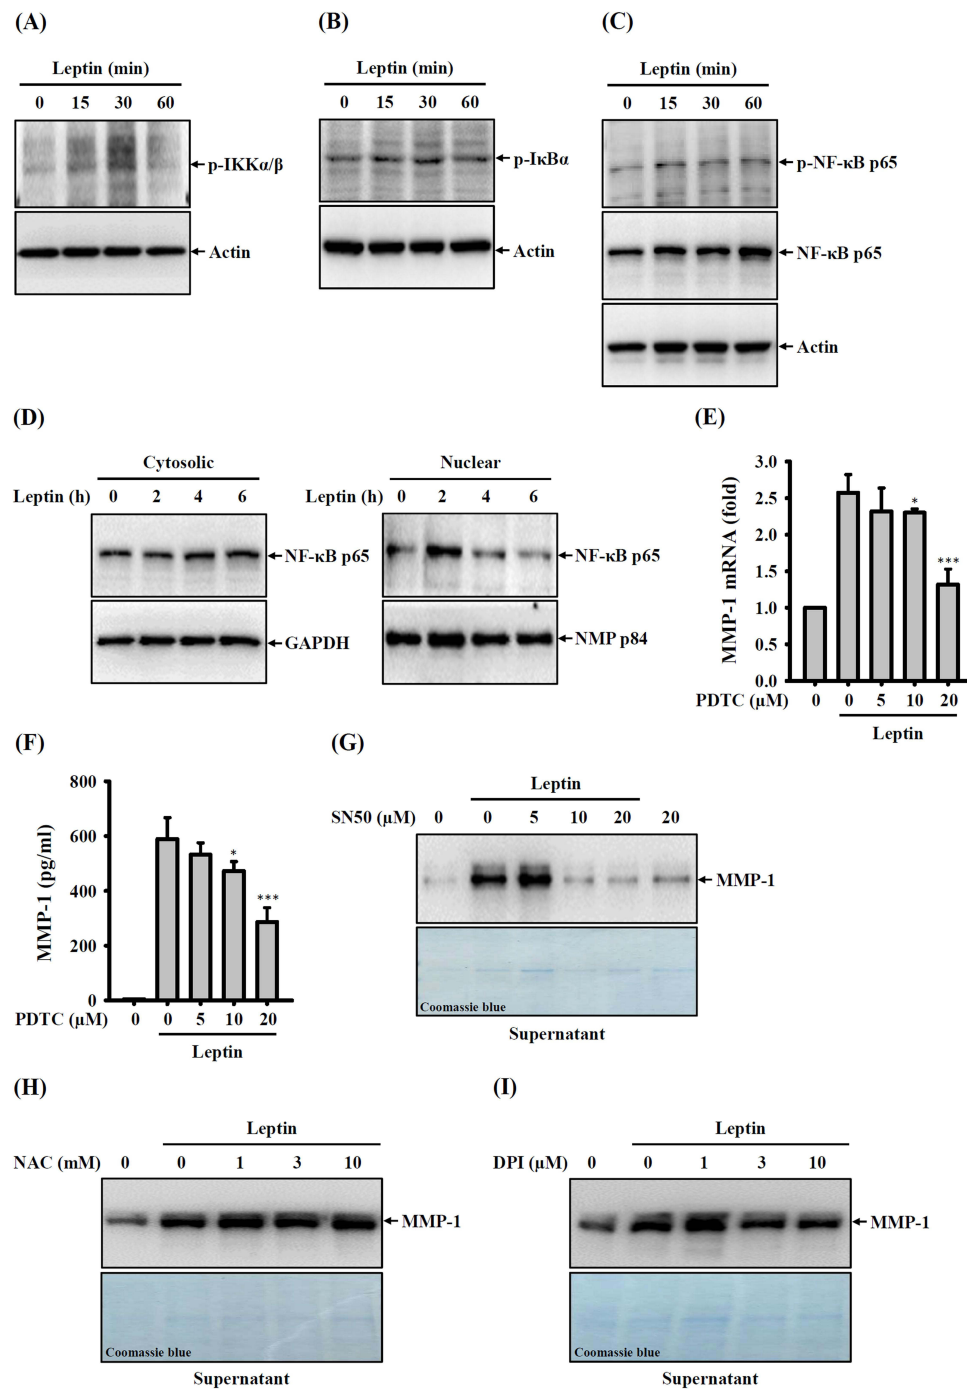 (A)
Leptin (min)
0 15 30 60
p-IKKα/β
Actin
(B)
Leptin (min)
0 15 30 60
p-IκBα
Actin
(C)
Leptin (min)
0 15 30 60
p-NF-κB p65
NF-κB p65
Actin
(D)
Cytosolic
Leptin (h) 0 2 4 6
NF-κB p65
GAPDH
Nuclear
Leptin (h) 0 2 4 6
NF-κB p65
NMP p84
(E)
MMP-1 mRNA (fold)
3.0
2.5
2.0
1.5
1.0
0.5
0.0
*
***
PDTC (μM) 0 0 5 10 20
Leptin
(F)
MMP-1 (pg/ml)
800
600
400
200
0
*
***
PDTC (μM) 0 0 5 10 20
Leptin
(G)
Leptin
SN50 (μM) 0 0 5 10 20 20
MMP-1
Coomassie blue
Supernatant
(H)
Leptin
NAC (mM) 0 0 1 3 10
MMP-1
Coomassie blue
Supernatant
(I)
Leptin
DPI (μM) 0 0 1 3 10
MMP-1
Coomassie blue
Supernatant